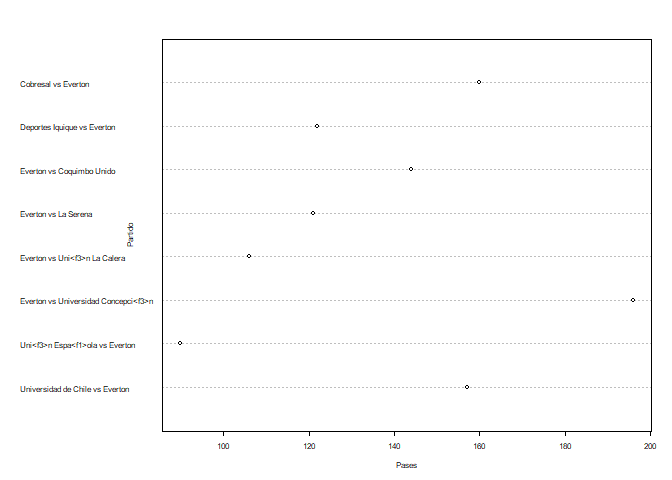 Cobresal vs Everton
Deportes Iquique vs Everton
Everton vs Coquimbo Unido
Everton vs La Serena
Partido
Everton vs Uni<f3>n La Calera
Everton vs Universidad Concepci<f3>n
Uni<f3>n Espa<f1>ola vs Everton
Universidad de Chile vs Everton
100 120 140 160 180 200
Pases